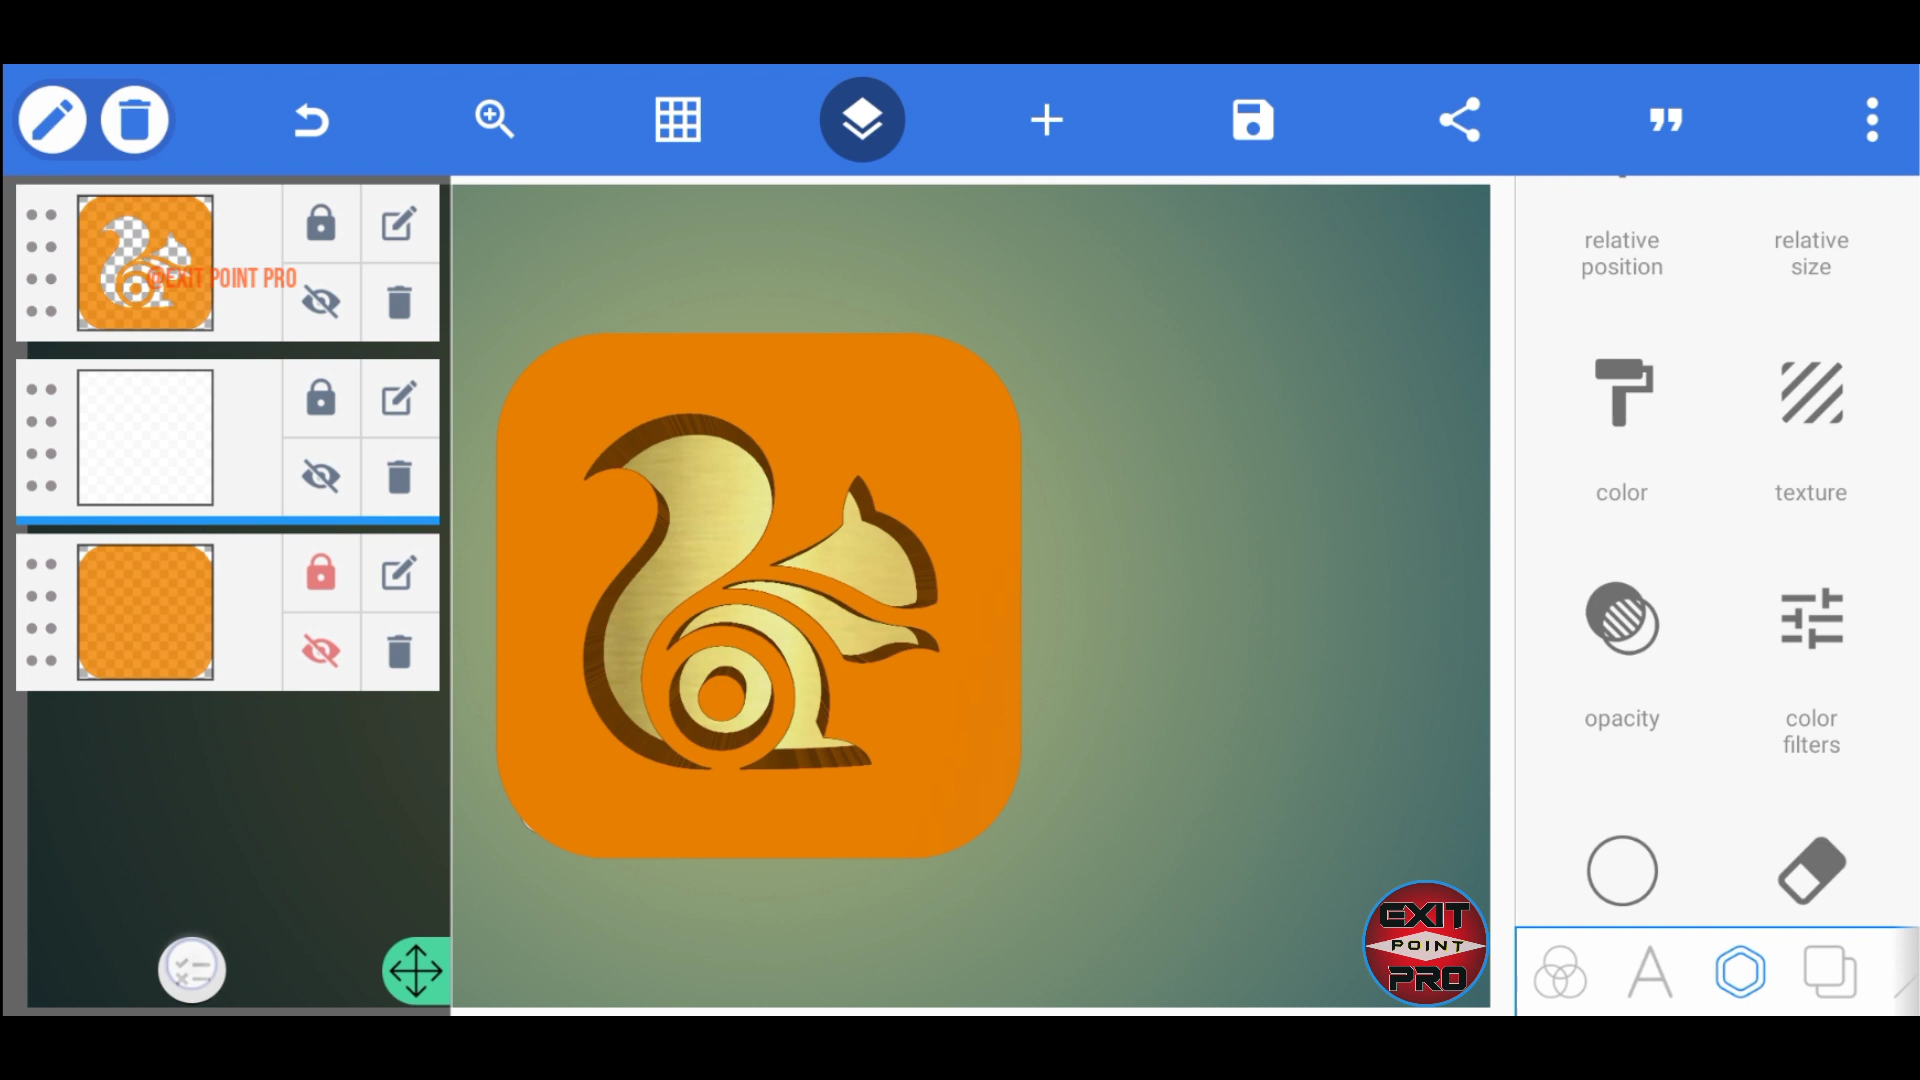 @EXIT POINT PRO
relative
position
relative
size
color
texture
opacity
color
filters
EXIT
POINT
PRO